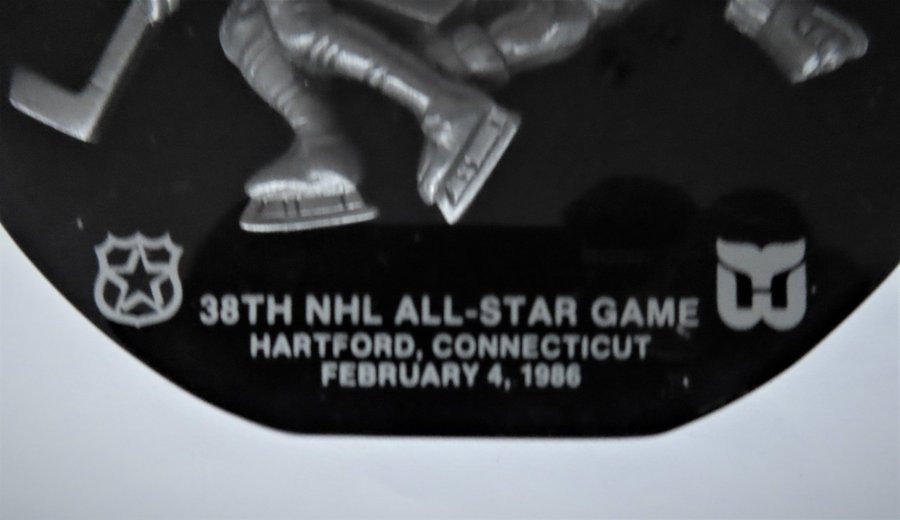 38TH NHL ALL-STAR GAME
HARTFORD, CONNECTICUT
FEBRUARY 4, 1986